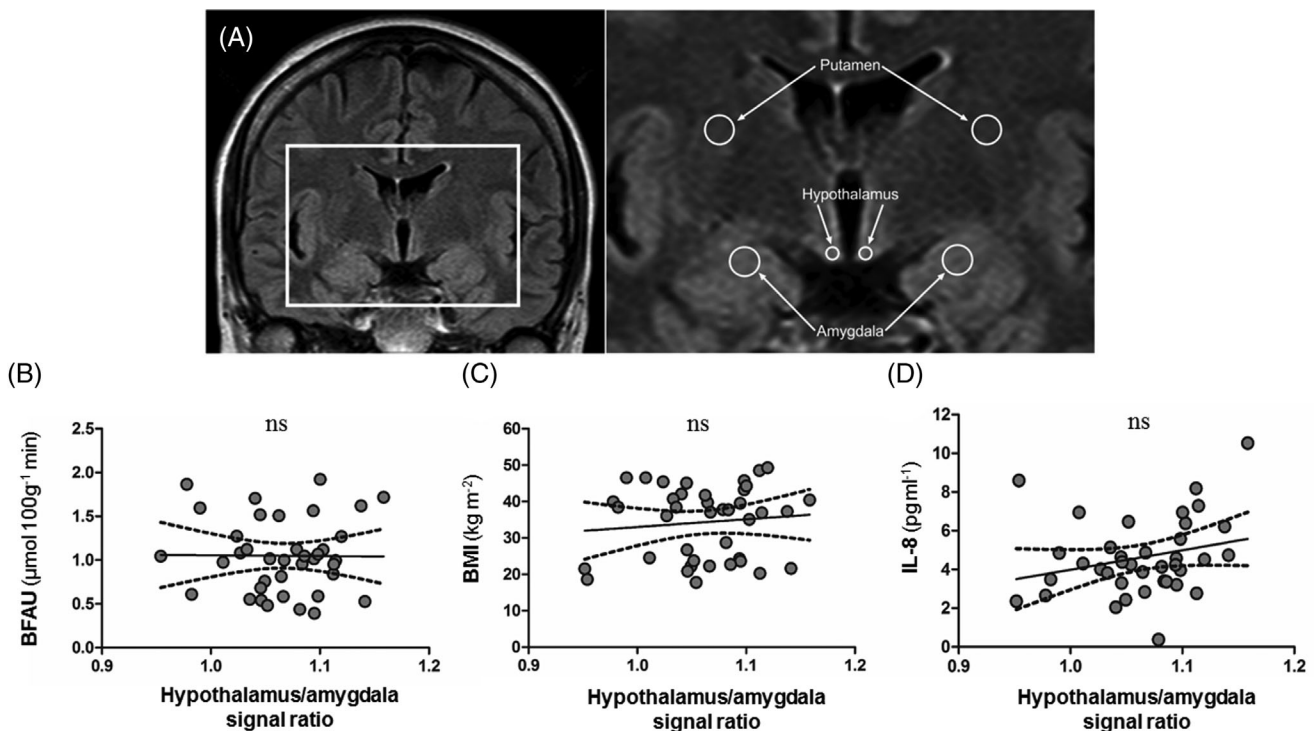 (A)
Putamen
Hypothalamus
Amygdala
(B)
ns
BFAU (µmol 100g⁻¹ min)
2.5
2.0
1.5
1.0
0.5
0.0
0.9 1.0 1.1 1.2
Hypothalamus/amygdala
signal ratio
(C)
ns
BMI (kg m⁻²)
60
50
40
30
20
10
0
0.9 1.0 1.1 1.2
Hypothalamus/amygdala
signal ratio
(D)
ns
IL-8 (pgml⁻¹)
12
10
8
6
4
2
0
0.9 1.0 1.1 1.2
Hypothalamus/amygdala
signal ratio